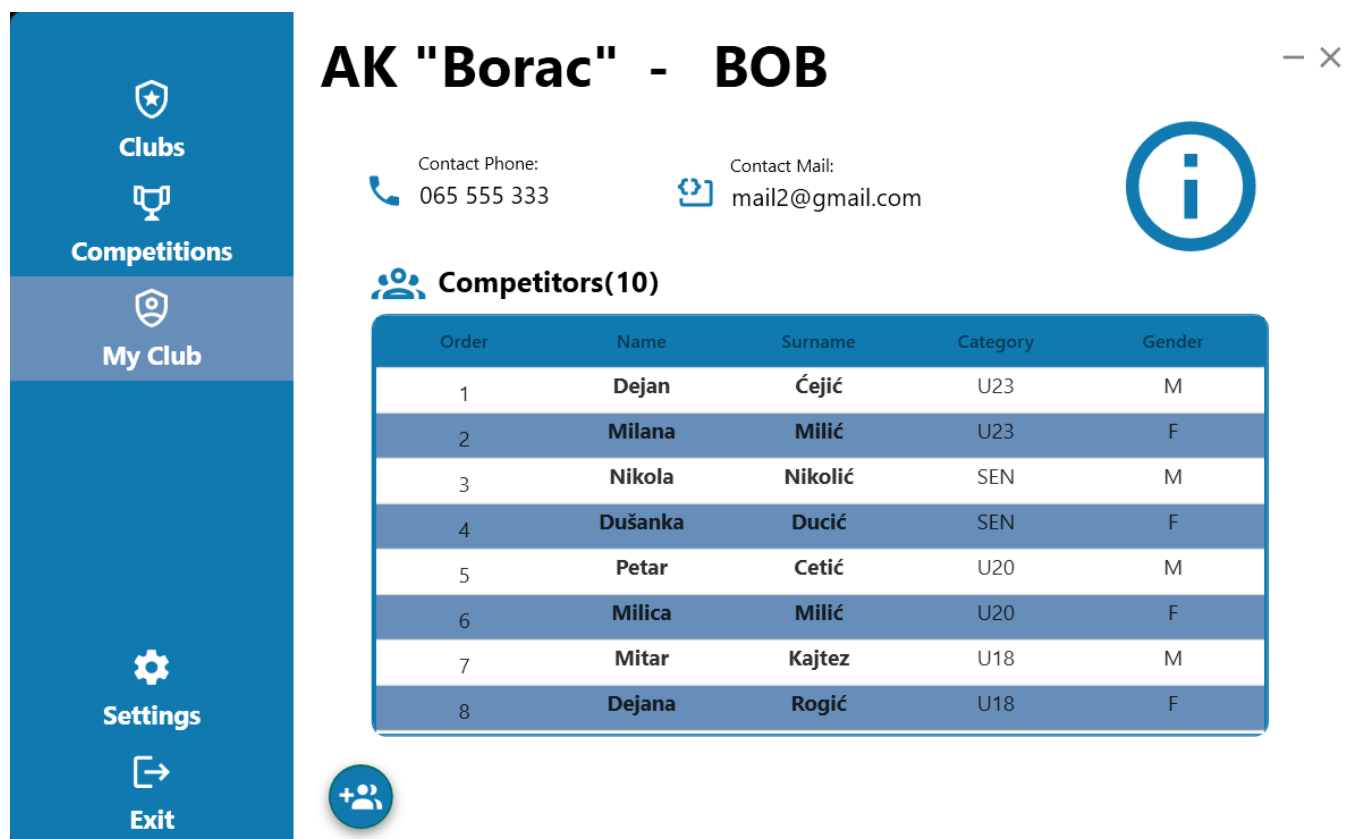 AK "Borac" - BOB
Clubs
Competitions
My Club
Settings
Exit
Contact Phone:
065 555 333
Contact Mail:
mail2@gmail.com
Competitors(10)
Order Name Surname Category Gender
1 Dejan Ćejić U23 M
2 Milana Milić U23 F
3 Nikola Nikolić SEN M
4 Dušanka Ducić SEN F
5 Petar Cetić U20 M
6 Milica Milić U20 F
7 Mitar Kajtez U18 M
8 Dejana Rogić U18 F